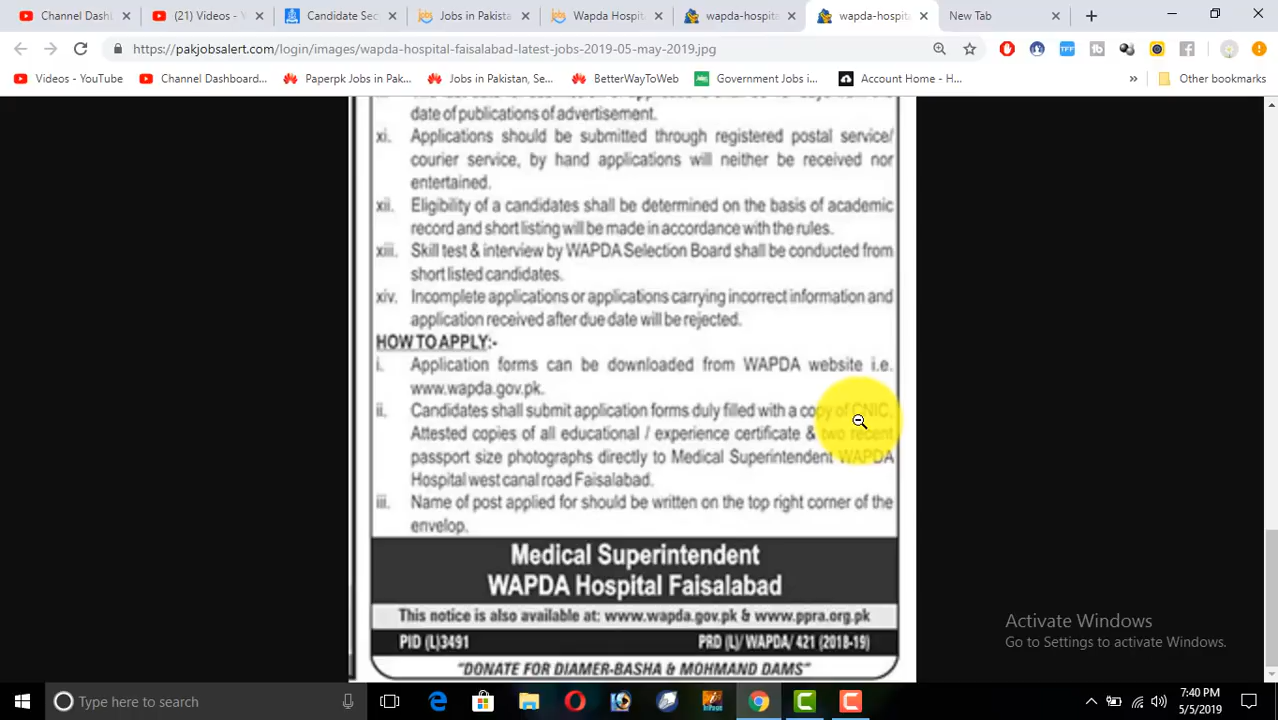 Channel Dash
(21) Videos - Y
Candidate Sec
Jobs in Pakista
Wapda Hospit
wapda-hospita
wapda-hospita
New Tab
https://pakjobsalert.com/login/images/wapda-hospital-faisalabad-latest-jobs-2019-05-may-2019.jpg
Videos - YouTube
Channel Dashboard...
Paperpk Jobs in Pak...
Jobs in Pakistan, Se...
BetterWayToWeb
Government Jobs i...
Account Home - H...
Other bookmarks
date of publications of advertisement.
xi. Applications should be submitted through registered postal service/
courier service, by hand applications will neither be received nor
entertained.
xii. Eligibility of a candidates shall be determined on the basis of academic
record and short listing will be made in accordance with the rules.
xiii. Skill test & interview by WAPDA Selection Board shall be conducted from
short listed candidates.
xiv. Incomplete applications or applications carrying incorrect information and
application received after due date will be rejected.
HOW TO APPLY:-
i. Application forms can be downloaded from WAPDA website i.e.
www.wapda.gov.pk.
ii. Candidates shall submit application forms duly filled with a copy of CNIC,
Attested copies of all educational / experience certificate & two recent
passport size photographs directly to Medical Superintendent WAPDA
Hospital west canal road Faisalabad.
iii. Name of post applied for should be written on the top right corner of the
envelop.
Medical Superintendent
WAPDA Hospital Faisalabad
This notice is also available at: www.wapda.gov.pk & www.ppra.org.pk
PID (L)3491 PRD (L)/ WAPDA/ 421 (2018-19)
"DONATE FOR DIAMER-BASHA & MOHMAND DAMS"
Activate Windows
Go to Settings to activate Windows.
Type here to search
7:40 PM
5/5/2019